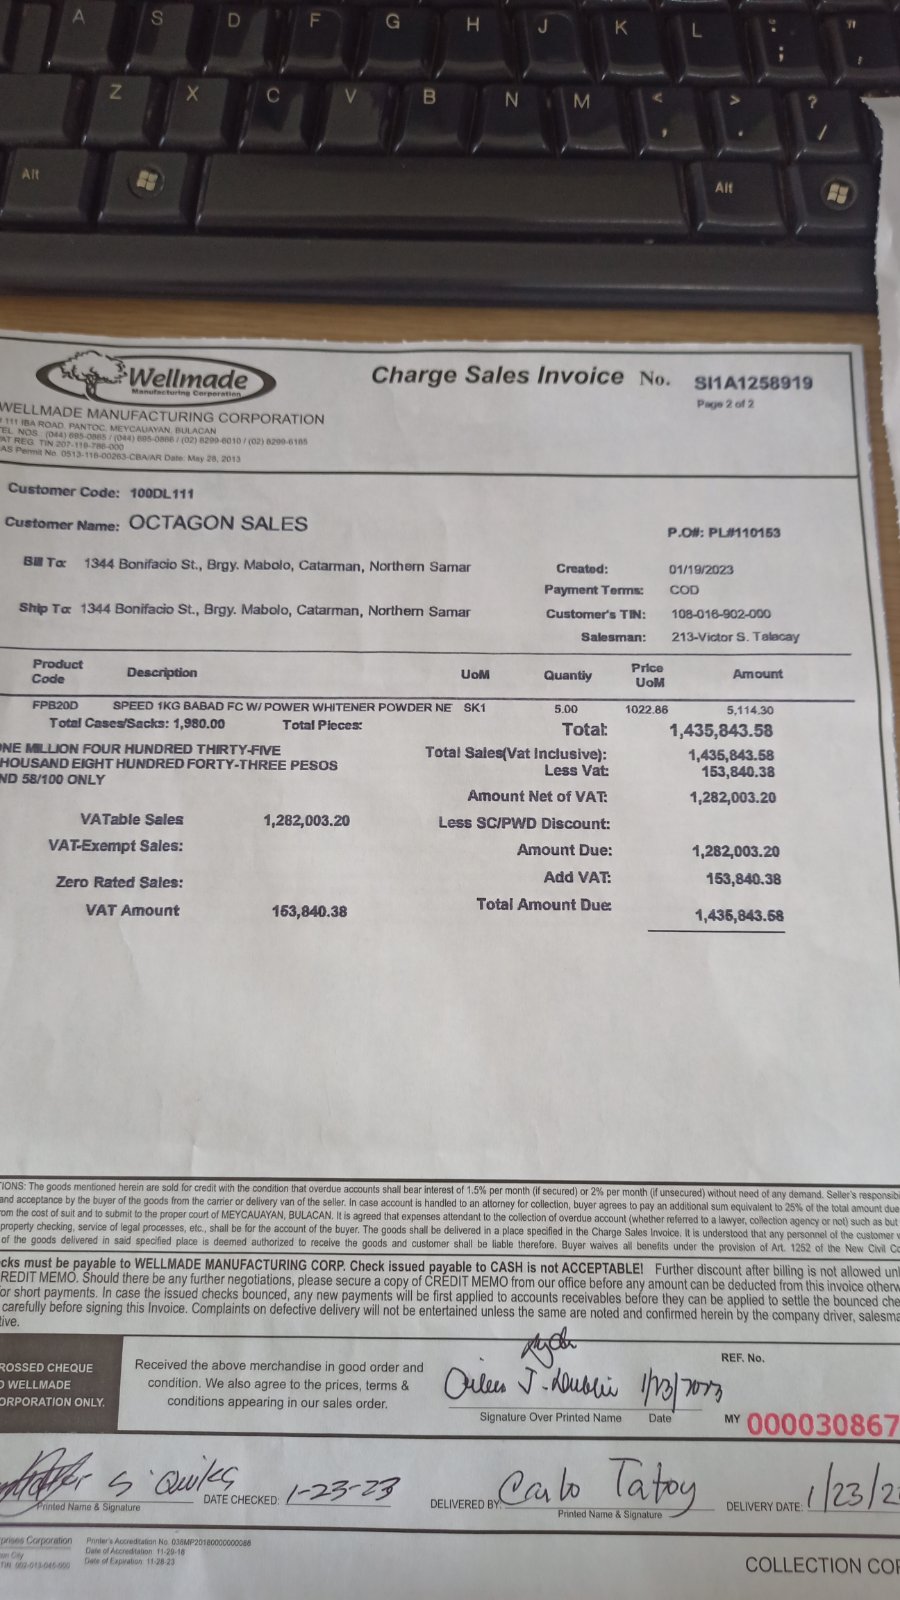 A S D F G H J K L : ; " '
Z X C V B N M < , > . ? /
Alt Alt
Wellmade
Manufacturing Corporation
Charge Sales Invoice No. SI1A1258919
Page 2 of 2
WELLMADE MANUFACTURING CORPORATION
111 IBA ROAD, PANTOC, MEYCAUAYAN, BULACAN
EL. NOS. (044) 695-0865 / (044) 695-0866 / (02) 8299-6010 / (02) 8299-6185
AT REG. TIN 207-116-786-000
AS Permit No. 0513-116-00263-CBA/AR Date: May 28, 2013
Customer Code: 100DL111
Customer Name: OCTAGON SALES
P.O#: PL#110153
Bill To: 1344 Bonifacio St., Brgy. Mabolo, Catarman, Northern Samar
Created: 01/19/2023
Payment Terms: COD
Ship To: 1344 Bonifacio St., Brgy. Mabolo, Catarman, Northern Samar
Customer's TIN: 108-016-902-000
Salesman: 213-Victor S. Talacay
Product Code Description UoM Quantiy Price UoM Amount
FPB20D SPEED 1KG BABAD FC W/ POWER WHITENER POWDER NE SK1 5.00 1022.86 5,114.30
Total Cases/Sacks: 1,980.00 Total Pieces: Total: 1,435,843.58
NE MILLION FOUR HUNDRED THIRTY-FIVE
HOUSAND EIGHT HUNDRED FORTY-THREE PESOS
ND 58/100 ONLY
Total Sales(Vat Inclusive): 1,435,843.58
Less Vat: 153,840.38
Amount Net of VAT: 1,282,003.20
VATable Sales 1,282,003.20 Less SC/PWD Discount:
VAT-Exempt Sales: Amount Due: 1,282,003.20
Zero Rated Sales: Add VAT: 153,840.38
VAT Amount 153,840.38 Total Amount Due: 1,435,843.58
TIONS: The goods mentioned herein are sold for credit with the condition that overdue accounts shall bear interest of 1.5% per month (if secured) or 2% per month (if unsecured) without need of any demand. Seller's responsib
and acceptance by the buyer of the goods from the carrier or delivery van of the seller. In case account is handled to an attorney for collection, buyer agrees to pay an additional sum equivalent to 25% of the total amount due
om the cost of suit and to submit to the proper court of MEYCAUAYAN, BULACAN. It is agreed that expenses attendant to the collection of overdue account (whether referred to a lawyer, collection agency or not) such as but
property checking, service of legal processes, etc., shall be for the account of the buyer. The goods shall be delivered in a place specified in the Charge Sales Invoice. It is understood that any personnel of the customer
of the goods delivered in said specified place is deemed authorized to receive the goods and customer shall be liable therefore. Buyer waives all benefits under the provision of Art. 1252 of the New Civil Co
cks must be payable to WELLMADE MANUFACTURING CORP. Check issued payable to CASH is not ACCEPTABLE! Further discount after billing is not allowed unl
REDIT MEMO. Should there be any further negotiations, please secure a copy of CREDIT MEMO from our office before any amount can be deducted from this invoice otherw
or short payments. In case the issued checks bounced, any new payments will be first applied to accounts receivables before they can be applied to settle the bounced che
carefully before signing this Invoice. Complaints on defective delivery will not be entertained unless the same are noted and confirmed herein by the company driver, salesma
tive.
ROSSED CHEQUE
O WELLMADE
ORPORATION ONLY.
Received the above merchandise in good order and
condition. We also agree to the prices, terms &
conditions appearing in our sales order.
1/23/2023
Signature Over Printed Name Date
REF. No.
MY 000030867
S. Quiles
Printed Name & Signature
DATE CHECKED: 1-23-23
DELIVERED BY: Carlo Tatoy
Printed Name & Signature
DELIVERY DATE: 1/23/2
prises Corporation
on City
TIN 002-013-045-000
Printer's Accreditation No. 038MP20180000000086
Date of Accreditation: 11-29-18
Date of Expiration: 11-28-23
COLLECTION COP